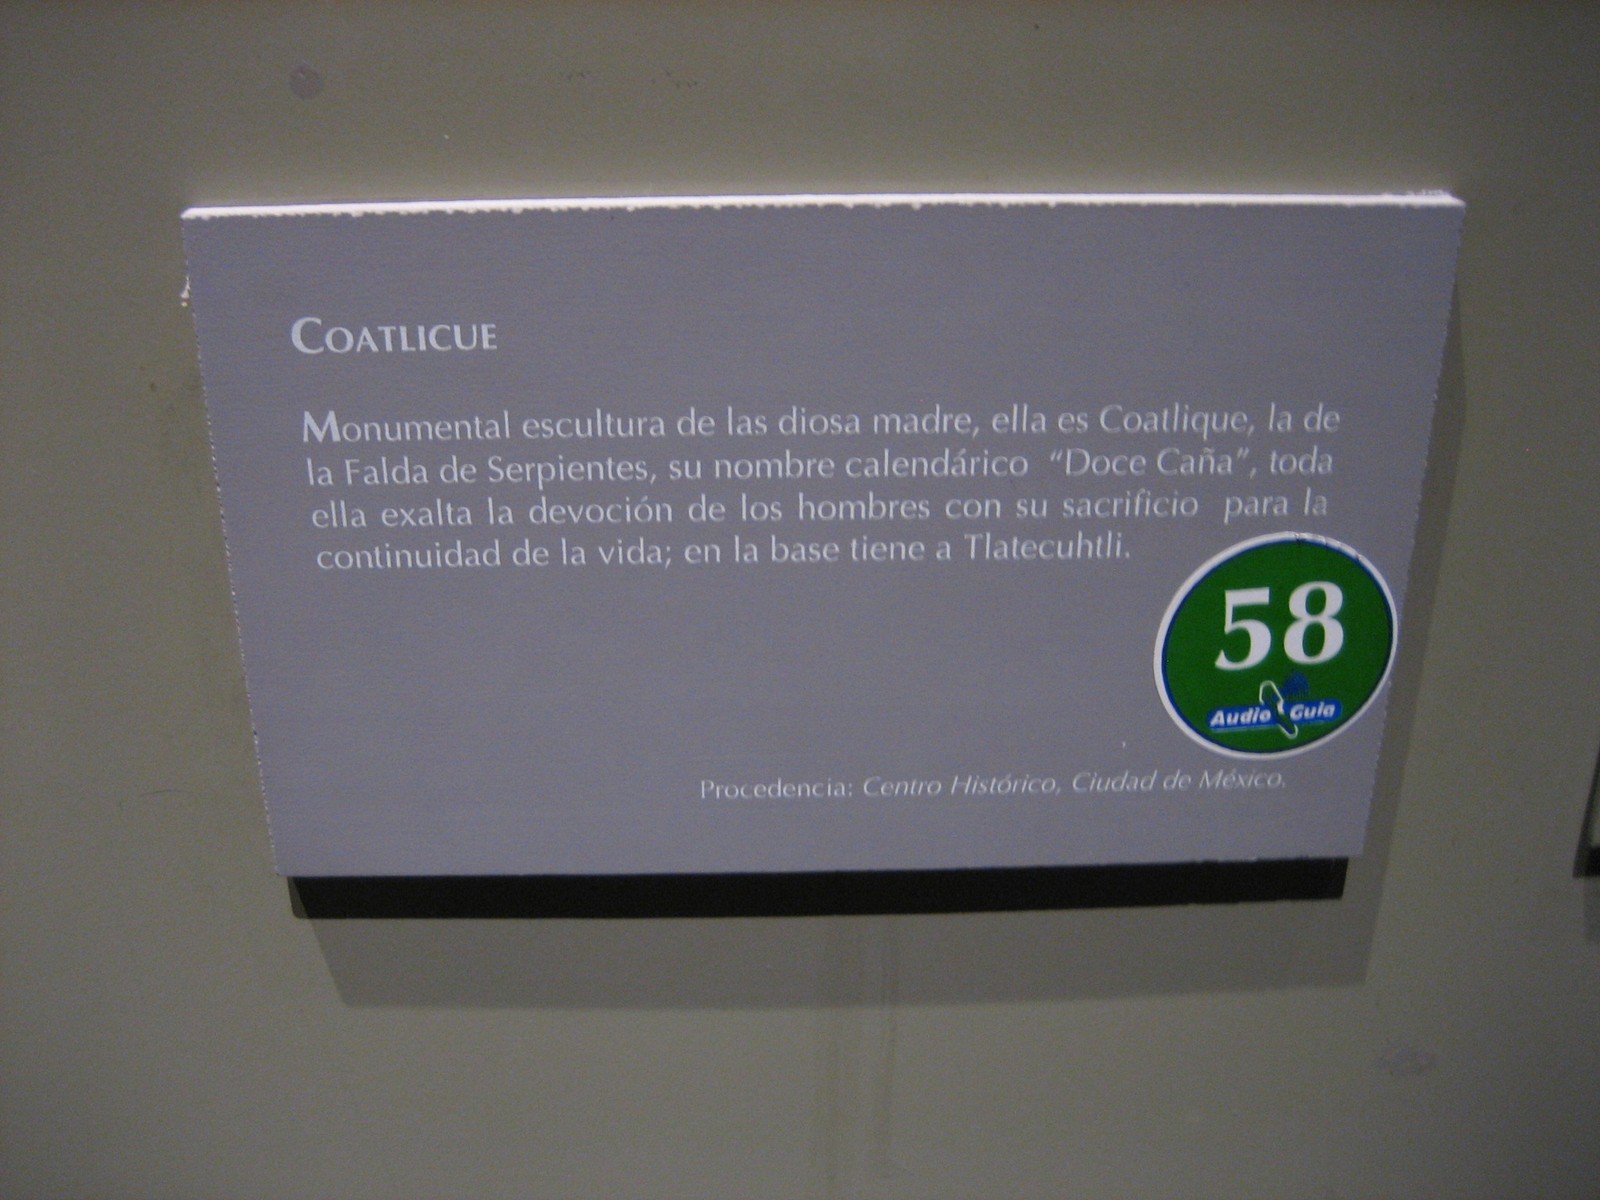 COATLICUE
Monumental escultura de las diosa madre, ella es Coatlique, la de
la Falda de Serpientes, su nombre calendárico "Doce Caña", toda
ella exalta la devoción de los hombres con su sacrificio para la
continuidad de la vida; en la base tiene a Tlatecuhtli.
58
Audio Guia
Procedencia: Centro Histórico, Ciudad de México.